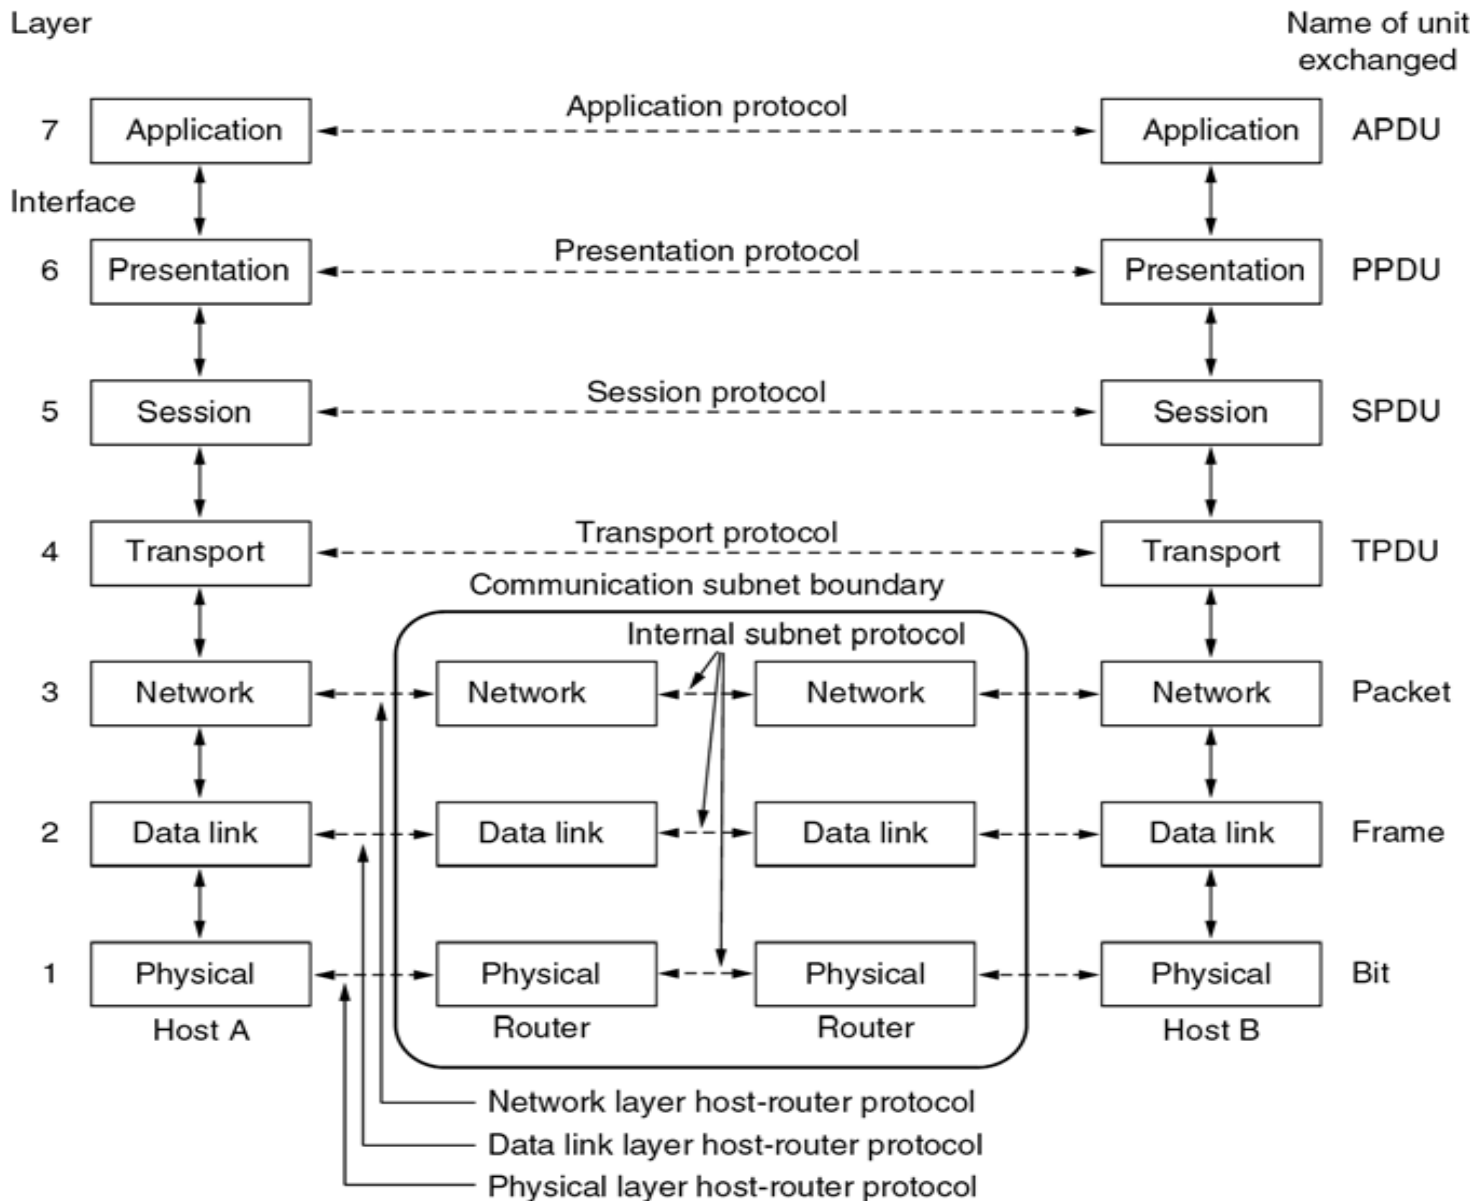 Layer
Name of unit
exchanged
Application protocol
7
Application
Application
APDU
Interface
Presentation protocol
6
Presentation
Presentation
PPDU
Session protocol
5
Session
Session
SPDU
Transport protocol
4
Transport
Transport
TPDU
Communication subnet boundary
Internal subnet protocol
3
Network
Network
Network
Network
Packet
2
Data link
Data link
Data link
Data link
Frame
1
Physical
Physical
Physical
Physical
Bit
Host A
Router
Router
Host B
Network layer host-router protocol
Data link layer host-router protocol
Physical layer host-router protocol